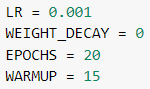 LR = 0.001
WEIGHT_DECAY = 0
EPOCHS = 20
WARMUP = 15